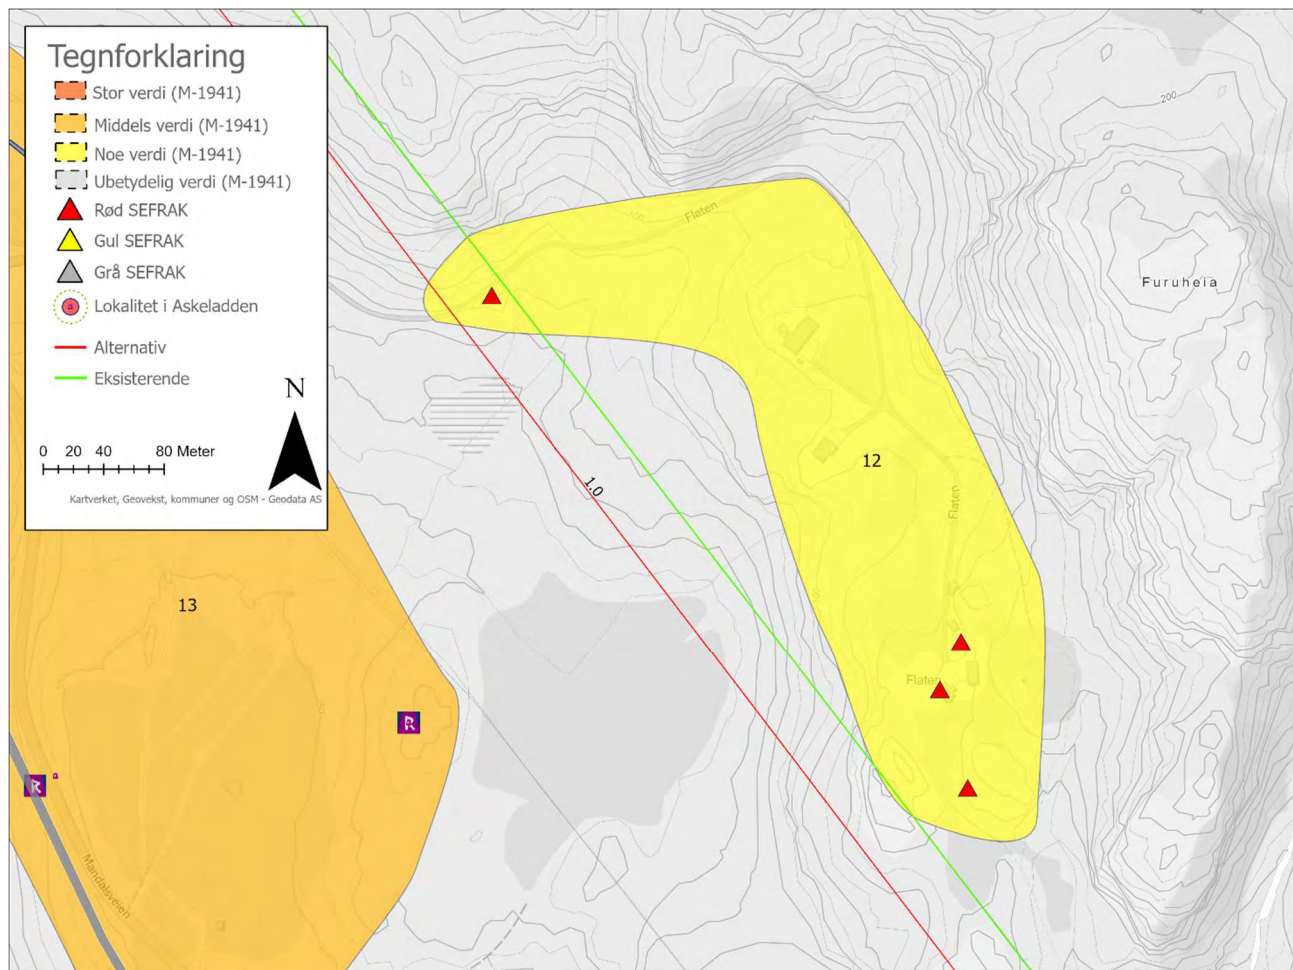 Tegnforklaring
Stor verdi (M-1941)
Middels verdi (M-1941)
Noe verdi (M-1941)
Ubetydelig verdi (M-1941)
Rød SEFRAK
Gul SEFRAK
Grå SEFRAK
a
Lokalitet i Askeladden
Alternativ
Eksisterende
N
0 20 40 80 Meter
Kartverket, Geovekst, kommuner og OSM - Geodata AS
200
100
Flaten
Furuheia
12
1.0
Flaten
13
Flaten
R
R
a
Mandalsveien